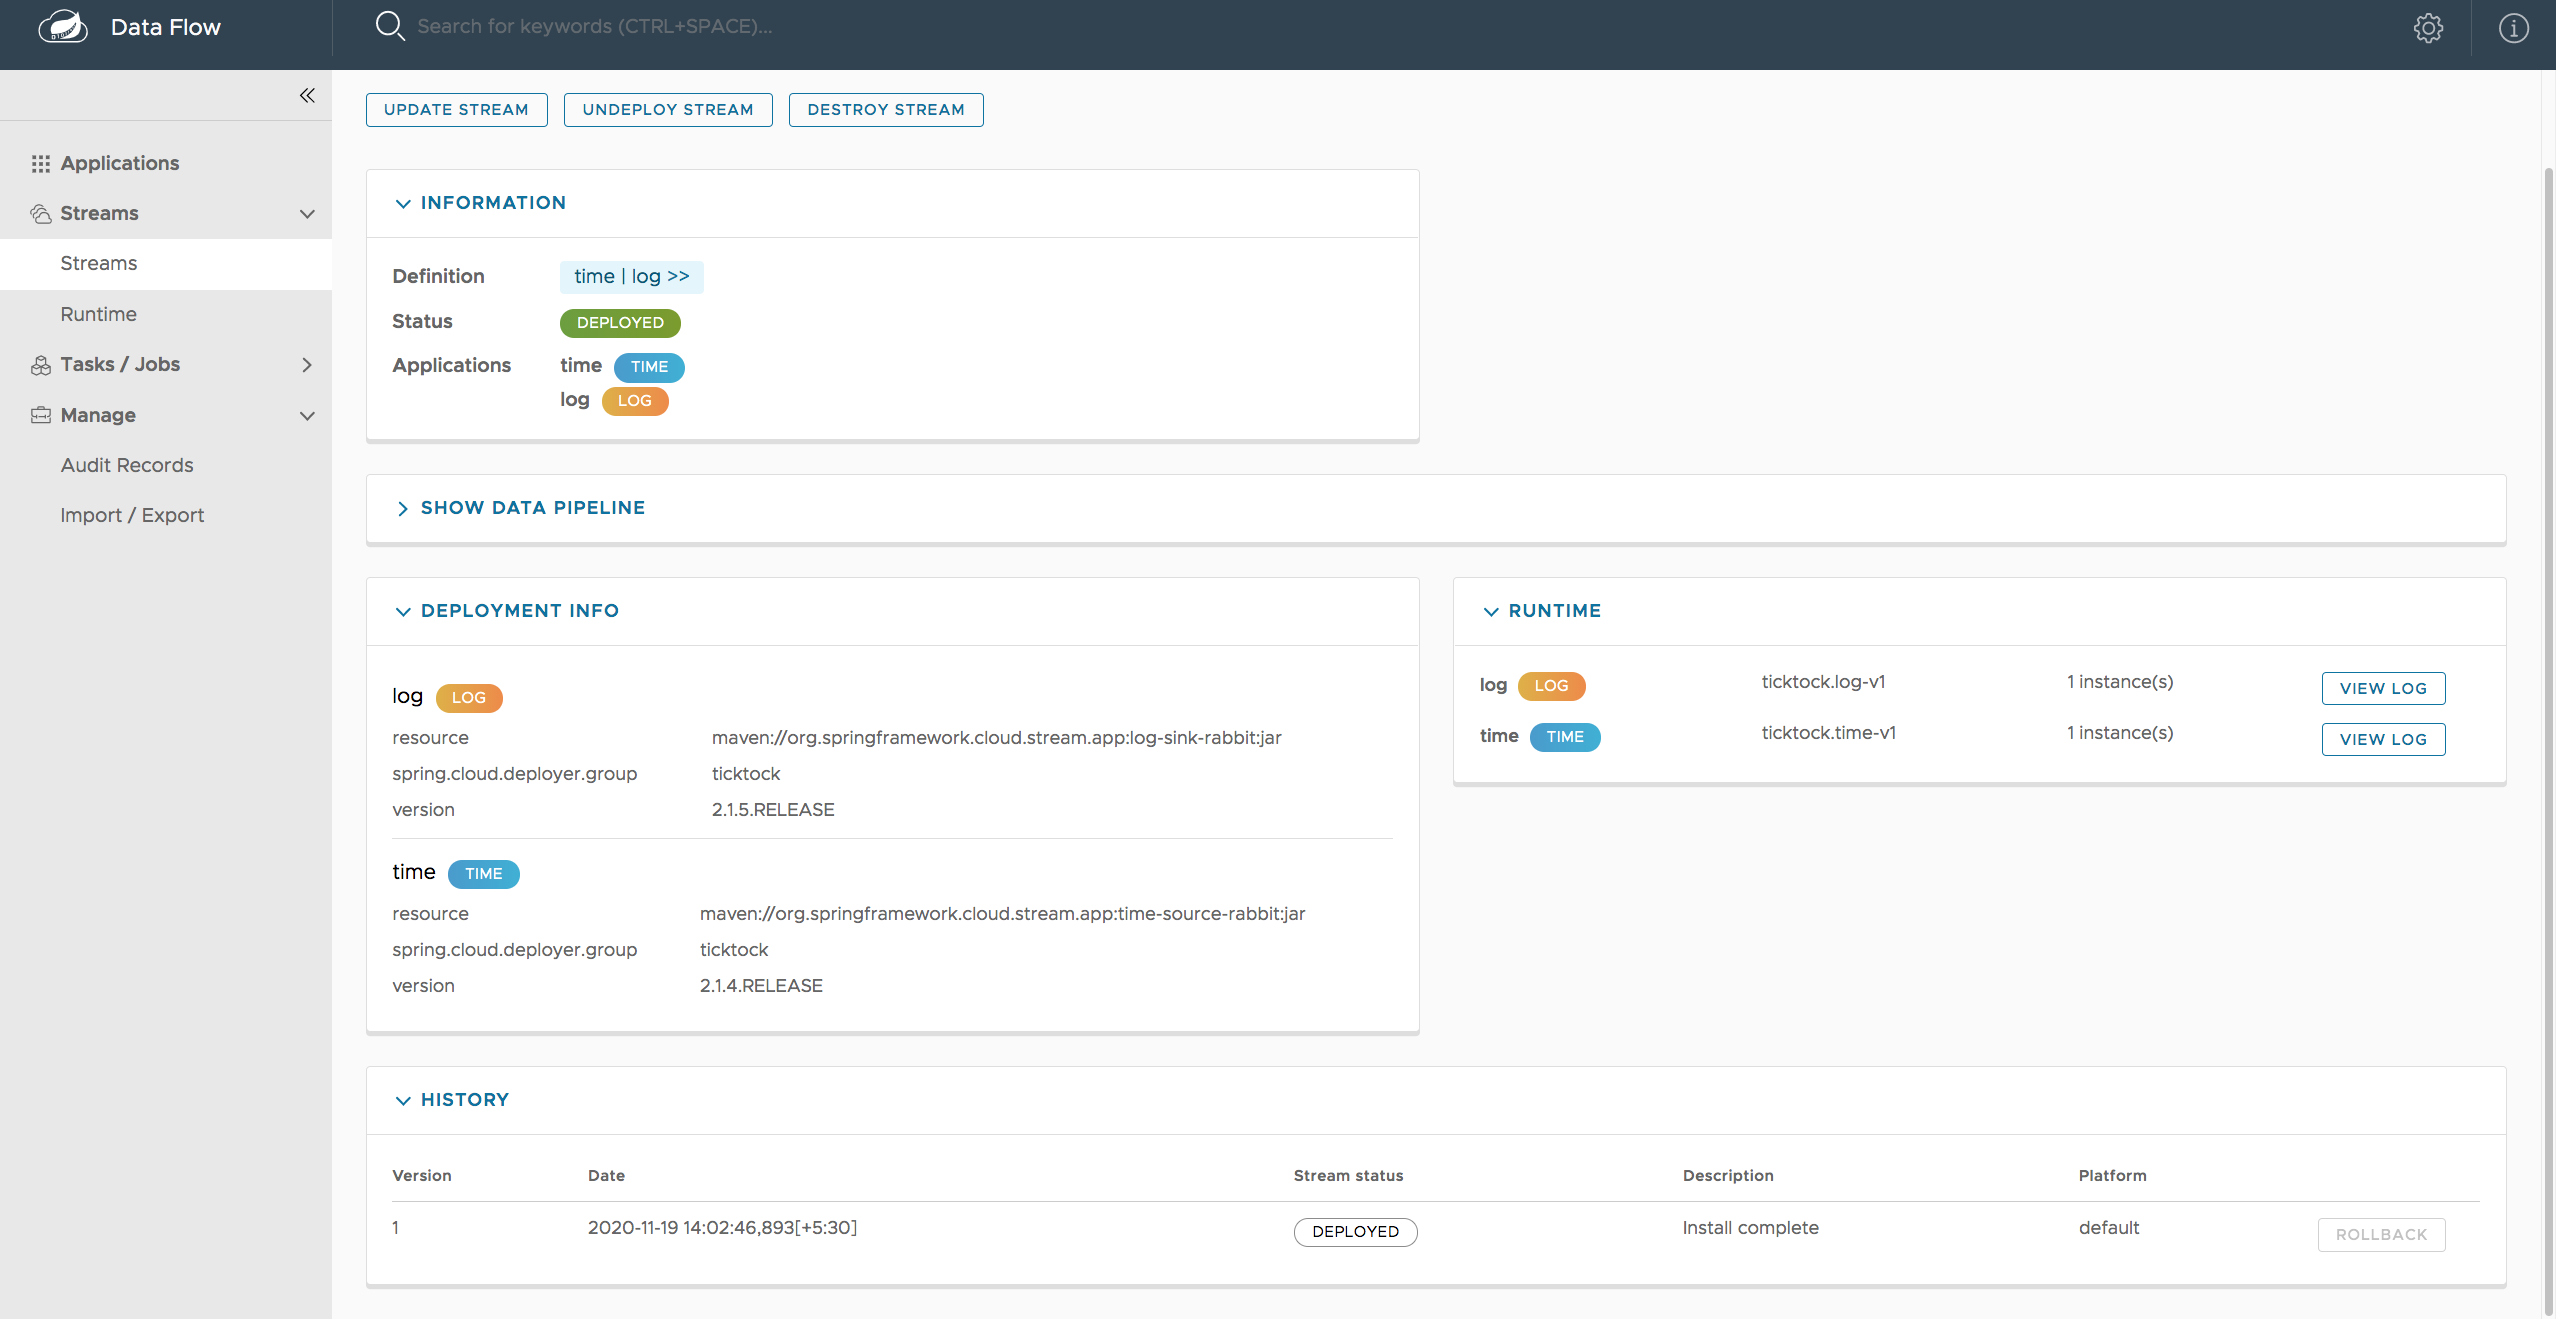 Data Flow
Search for keywords (CTRL+SPACE)...
Applications
Streams
Streams
Runtime
Tasks / Jobs
Manage
Audit Records
Import / Export
UPDATE STREAM UNDEPLOY STREAM DESTROY STREAM
INFORMATION
Definition time | log >>
Status DEPLOYED
Applications time TIME
log LOG
SHOW DATA PIPELINE
DEPLOYMENT INFO
log LOG
resource maven://org.springframework.cloud.stream.app:log-sink-rabbit:jar
spring.cloud.deployer.group ticktock
version 2.1.5.RELEASE
time TIME
resource maven://org.springframework.cloud.stream.app:time-source-rabbit:jar
spring.cloud.deployer.group ticktock
version 2.1.4.RELEASE
RUNTIME
log LOG ticktock.log-v1 1 instance(s) VIEW LOG
time TIME ticktock.time-v1 1 instance(s) VIEW LOG
HISTORY
Version Date Stream status Description Platform
1 2020-11-19 14:02:46,893[+5:30] DEPLOYED Install complete default ROLLBACK